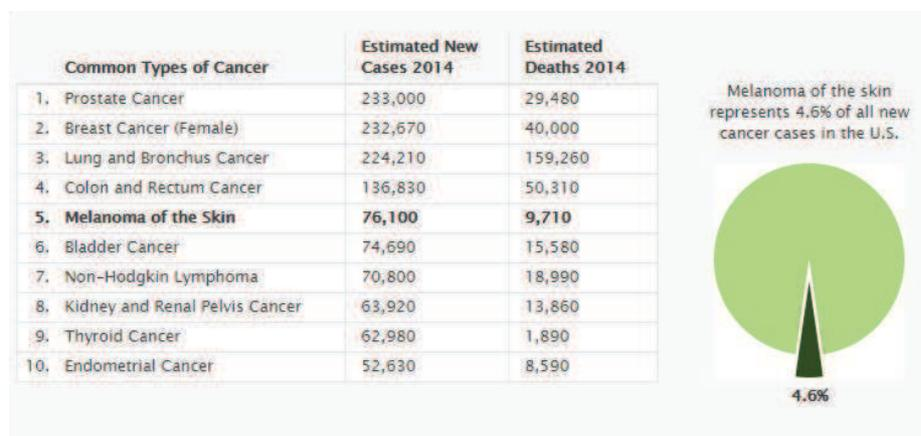 Common Types of Cancer Estimated New Cases 2014 Estimated Deaths 2014
1. Prostate Cancer 233,000 29,480
2. Breast Cancer (Female) 232,670 40,000
3. Lung and Bronchus Cancer 224,210 159,260
4. Colon and Rectum Cancer 136,830 50,310
5. Melanoma of the Skin 76,100 9,710
6. Bladder Cancer 74,690 15,580
7. Non-Hodgkin Lymphoma 70,800 18,990
8. Kidney and Renal Pelvis Cancer 63,920 13,860
9. Thyroid Cancer 62,980 1,890
10. Endometrial Cancer 52,630 8,590
Melanoma of the skin
represents 4.6% of all new
cancer cases in the U.S.
4.6%